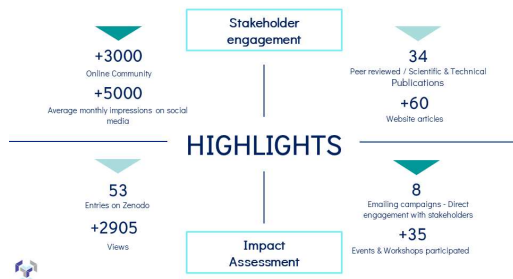 Stakeholder
engagement
+3000
Online Community
+5000
Average monthly impressions on social
media
34
Peer reviewed / Scientific & Technical
Publications
+60
Website articles
HIGHLIGHTS
53
Entries on Zenodo
+2905
Views
8
Emailing campaigns - Direct
engagement with stakeholders
+35
Events & Workshops participated
Impact
Assessment